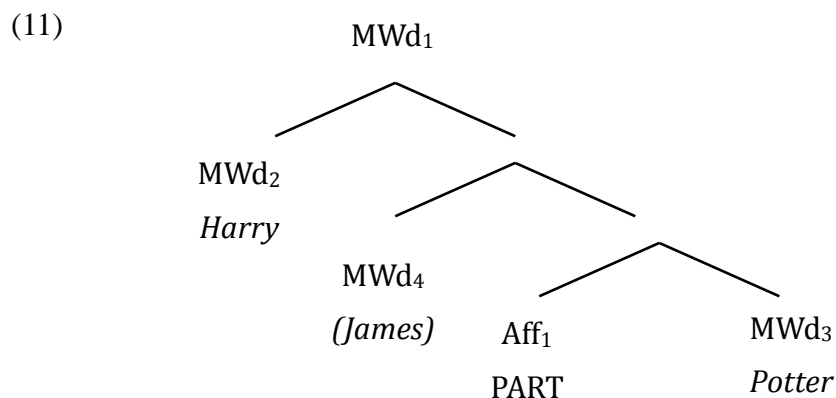 (11)
MWd₁
MWd₂
Harry
MWd₄
(James)
Aff₁
PART
MWd₃
Potter